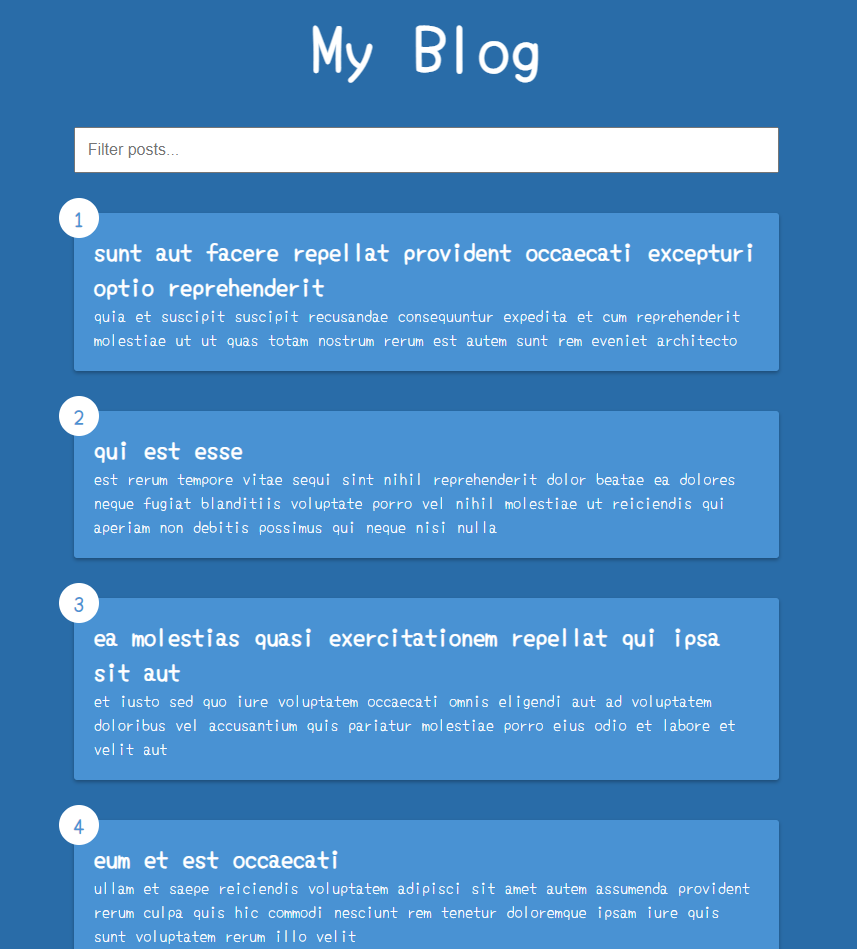 My Blog
Filter posts...
1
sunt aut facere repellat provident occaecati excepturi
optio reprehenderit
quia et suscipit suscipit recusandae consequuntur expedita et cum reprehenderit
molestiae ut ut quas totam nostrum rerum est autem sunt rem eveniet architecto
2
qui est esse
est rerum tempore vitae sequi sint nihil reprehenderit dolor beatae ea dolores
neque fugiat blanditiis voluptate porro vel nihil molestiae ut reiciendis qui
aperiam non debitis possimus qui neque nisi nulla
3
ea molestias quasi exercitationem repellat qui ipsa
sit aut
et iusto sed quo iure voluptatem occaecati omnis eligendi aut ad voluptatem
doloribus vel accusantium quis pariatur molestiae porro eius odio et labore et
velit aut
4
eum et est occaecati
ullam et saepe reiciendis voluptatem adipisci sit amet autem assumenda provident
rerum culpa quis hic commodi nesciunt rem tenetur doloremque ipsam iure quis
sunt voluptatem rerum illo velit